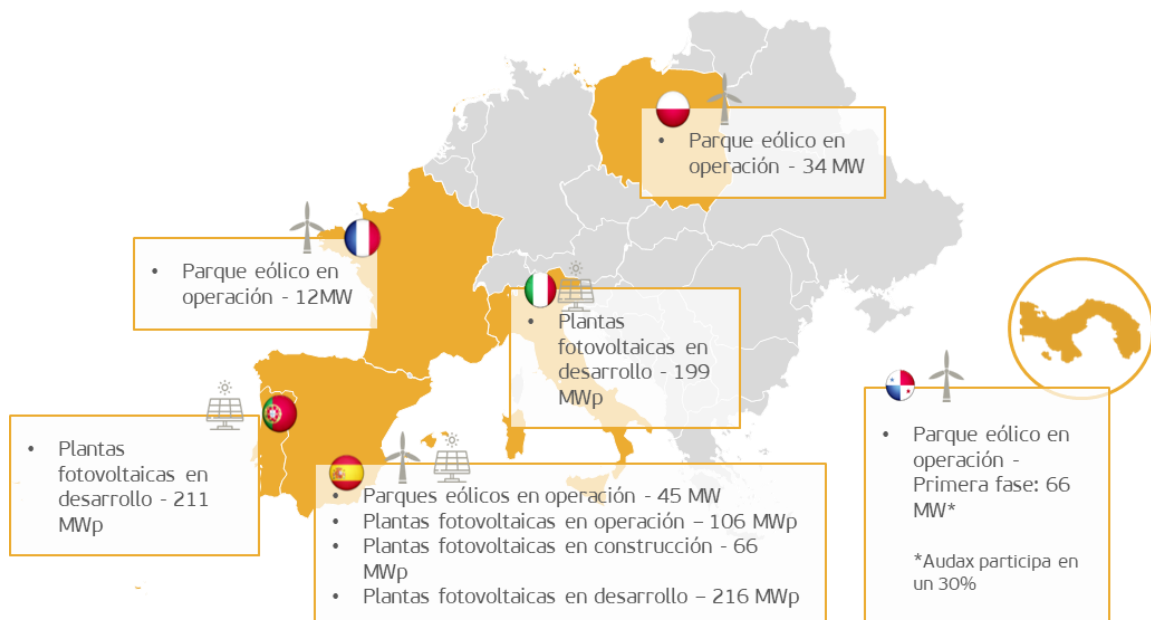 • Parque eólico en
operación - 34 MW
• Parque eólico en
operación - 12MW
• Plantas
fotovoltaicas en
desarrollo - 199
MWp
• Plantas
fotovoltaicas en
desarrollo - 211
MWp
• Parques eólicos en operación - 45 MW
• Plantas fotovoltaicas en operación – 106 MWp
• Plantas fotovoltaicas en construcción - 66
MWp
• Plantas fotovoltaicas en desarrollo – 216 MWp
• Parque eólico en
operación -
Primera fase: 66
MW*
*Audax participa en
un 30%